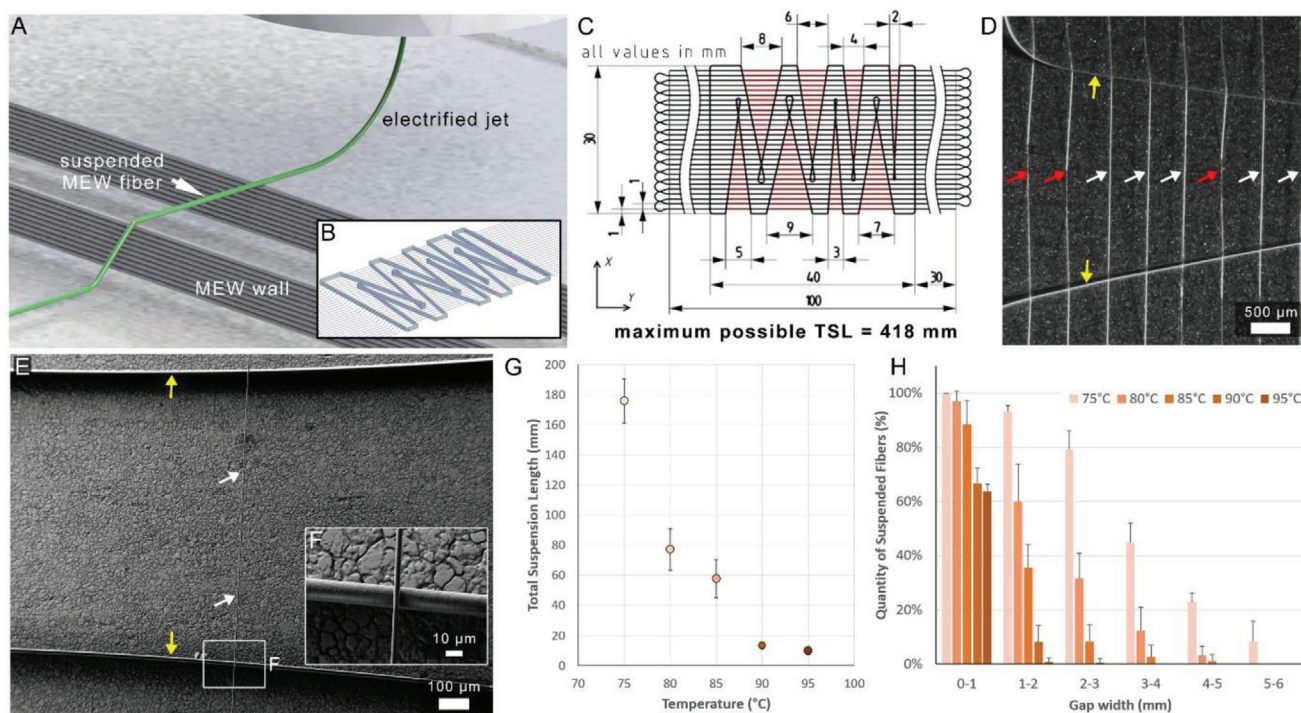 A
electrified jet
suspended
MEW fiber
MEW wall
B
C
all values in mm
6
2
8
4
30
1
1
5
9
3
7
40
30
100
X
Y
maximum possible TSL = 418 mm
D
500 µm
E
F
100 µm
F
10 µm
G
Total Suspension Length (mm)
200
180
160
140
120
100
80
60
40
20
0
70 75 80 85 90 95 100
Temperature (°C)
H
75°C 80°C 85°C 90°C 95°C
Quantity of Suspended Fibers (%)
100%
80%
60%
40%
20%
0%
0-1 1-2 2-3 3-4 4-5 5-6
Gap width (mm)